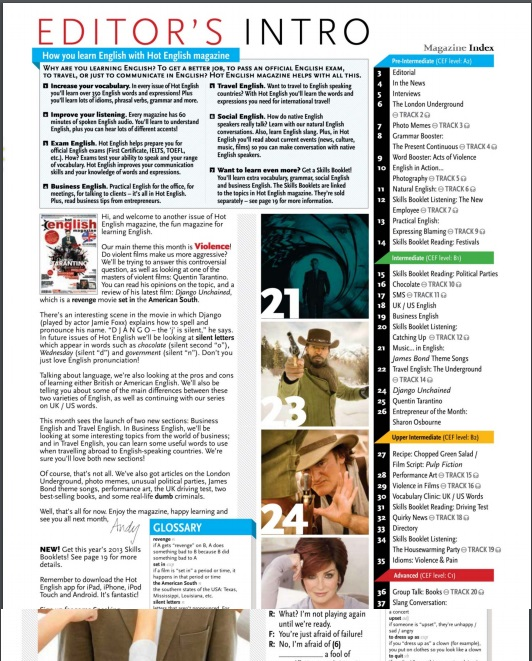 EDITOR'S INTRO
How you learn English with Hot English magazine
WHY ARE YOU LEARNING ENGLISH? TO GET A BETTER JOB, TO PASS AN OFFICIAL ENGLISH EXAM,
TO TRAVEL, OR JUST TO COMMUNICATE IN ENGLISH? HOT ENGLISH MAGAZINE HELPS WITH ALL THIS.
1 Increase your vocabulary. In every issue of Hot English
you'll learn over 350 English words and expressions! Plus
you'll learn lots of idioms, phrasal verbs, grammar and more.
2 Improve your listening. Every magazine has 60
minutes of spoken English audio. You'll learn to understand
English, plus you can hear lots of different accents!
3 Exam English. Hot English helps prepare you for
official English exams (First Certificate, IELTS, TOEFL,
etc.). How? Exams test your ability to speak and your range
of vocabulary. Hot English improves your communication
skills and your knowledge of words and expressions.
4 Business English. Practical English for the office, for
meetings, for talking to clients – it's all in Hot English.
Plus, read business tips from entrepreneurs.
5 Travel English. Want to travel to English speaking
countries? With Hot English you'll learn the words and
expressions you need for international travel!
6 Social English. How do native English
speakers really talk? Learn with our natural English
conversations. Also, learn English slang. Plus, in Hot
English you'll read about current events (news, culture,
music, films) so you can make conversation with native
English speakers.
7 Want to learn even more? Get a Skills Booklet!
You'll learn extra vocabulary, grammar, social English
and business English. The Skills Booklets are linked
to the topics in Hot English magazine. They're sold
separately – see page 19 for more information.
english
TARANTINO
Hi, and welcome to another issue of Hot
English magazine, the fun magazine for
learning English.
Our main theme this month is Violence!
Do violent films make us more aggressive?
We'll be trying to answer this controversial
question, as well as looking at one of the
masters of violent films: Quentin Tarantino.
You can read his opinions on the topic, and a
review of his latest film: Django Unchained,
which is a revenge movie set in the American South.
There's an interesting scene in the movie in which Django
(played by actor Jamie Foxx) explains how to spell and
pronounce his name. "D J A N G O – the 'j' is silent," he says.
In future issues of Hot English we'll be looking at silent letters
which appear in words such as chocolate (silent second "o"),
Wednesday (silent "d") and government (silent "n"). Don't you
just love English pronunciation!
Talking about language, we're also looking at the pros and cons
of learning either British or American English. We'll also be
telling you about some of the main differences between these
two varieties of English, as well as continuing with our series
on UK / US words.
This month sees the launch of two new sections: Business
English and Travel English. In Business English, we'll be
looking at some interesting topics from the world of business;
and in Travel English, you can learn some useful words to use
when travelling abroad to English-speaking countries. We're
sure you'll love both new sections!
Of course, that's not all. We've also got articles on the London
Underground, photo memes, unusual political parties, James
Bond theme songs, performance art, the UK driving test, two
best-selling books, and some real-life dumb criminals.
Well, that's all for now. Enjoy the magazine, happy learning and
see you all next month,
Andy
NEW! Get this year's 2013 Skills
Booklets! See page 19 for more
details.
Remember to download the Hot
English app for iPad, iPhone, iPod
Touch and Android. It's fantastic!
GLOSSARY
revenge n
if A gets "revenge" on B, A does
something bad to B because B did
something bad to A
set in exp
if a film is "set in" a period or time, it
happens in that period or time
the American South n
the southern states of the USA: Texas,
Mississippi, Louisiana, etc.
silent letters n
21
23
24
Magazine Index
Pre-Intermediate (CEF level: A2)
3 Editorial
4 In the News
5 Interviews
6 The London Underground
TRACK 2
7 Photo Memes TRACK 3
8 Grammar Booster:
The Present Continuous TRACK 4
9 Word Booster: Acts of Violence
10 English in Action...
Photography TRACK 5
11 Natural English: TRACK 6
12 Skills Booklet Listening: The New
Employee TRACK 7
13 Practical English:
Expressing Blaming TRACK 9
14 Skills Booklet Reading: Festivals
Intermediate (CEF level: B1)
15 Skills Booklet Reading: Political Parties
16 Chocolate TRACK 10
17 SMS TRACK 11
18 UK / US English
19 Business English
20 Skills Booklet Listening:
Catching Up TRACK 12
21 Music... in English:
James Bond Theme Songs
22 Travel English: The Underground
TRACK 14
24 Django Unchained
25 Quentin Tarantino
26 Entrepreneur of the Month:
Sharon Osbourne
Upper Intermediate (CEF level: B2)
27 Recipe: Chopped Green Salad /
Film Script: Pulp Fiction
28 Performance Art TRACK 15
29 Violence in Films TRACK 16
30 Vocabulary Clinic: UK / US Words
31 Skills Booklet Reading: Driving Test
32 Quirky News TRACK 18
33 Directory
34 Skills Booklet Listening:
The Housewarming Party TRACK 19
35 Idioms: Violence & Pain
Advanced (CEF level: C1)
36 Group Talk: Books TRACK 20
37 Slang Conversation:
R: What? I'm not playing again
until we're ready.
F: You're just afraid of failure!
R: No, I'm afraid of (6)
a fool of
a concert
upset adj
if someone is "upset", they're unhappy /
sad / angry
to dress up as exp
if you "dress up" as a clown (for example),
you put on clothes so you look like a clown
to quit vb